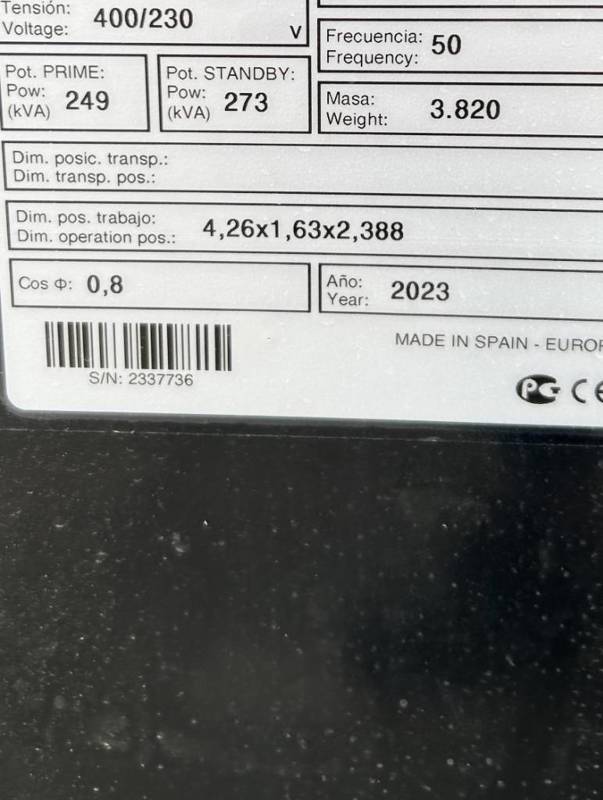 Tensión:
Voltage: 400/230 V
Frecuencia:
Frequency: 50
Pot. PRIME:
Pow:
(kVA) 249
Pot. STANDBY:
Pow:
(kVA) 273
Masa:
Weight: 3.820
Dim. posic. transp.:
Dim. transp. pos.:
Dim. pos. trabajo:
Dim. operation pos.: 4,26x1,63x2,388
Cos Φ: 0,8
Año:
Year: 2023
S/N: 2337736
MADE IN SPAIN - EUROP
PG CE